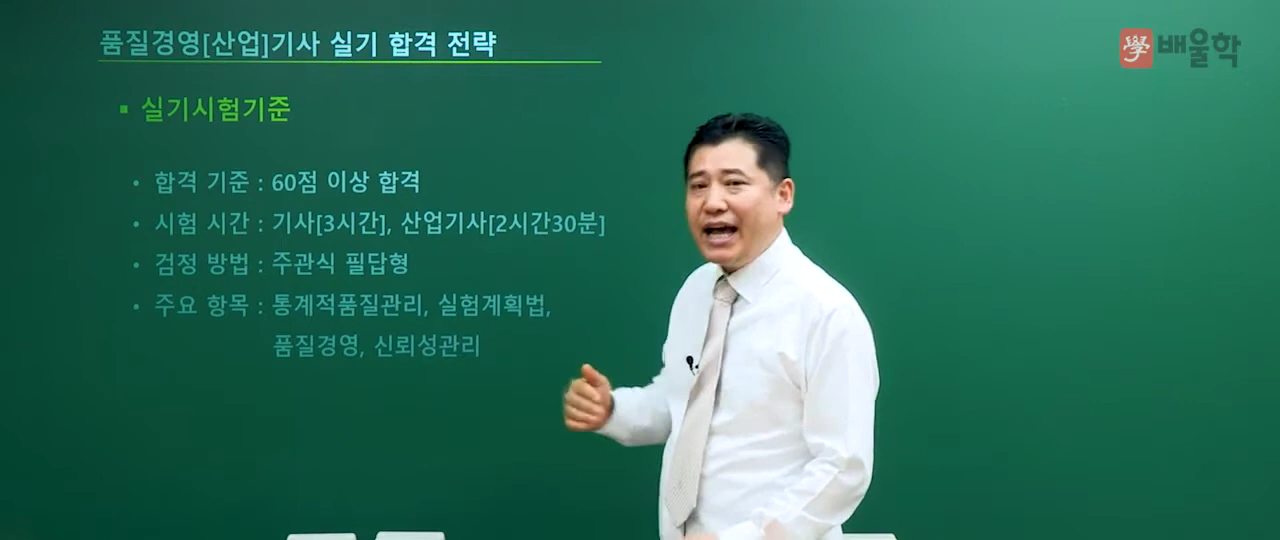 품질경영[산업]기사 실기 합격 전략
學 배울학
▪ 실기시험기준
• 합격 기준 : 60점 이상 합격
• 시험 시간 : 기사[3시간], 산업기사[2시간30분]
• 검정 방법 : 주관식 필답형
• 주요 항목 : 통계적품질관리, 실험계획법,
품질경영, 신뢰성관리